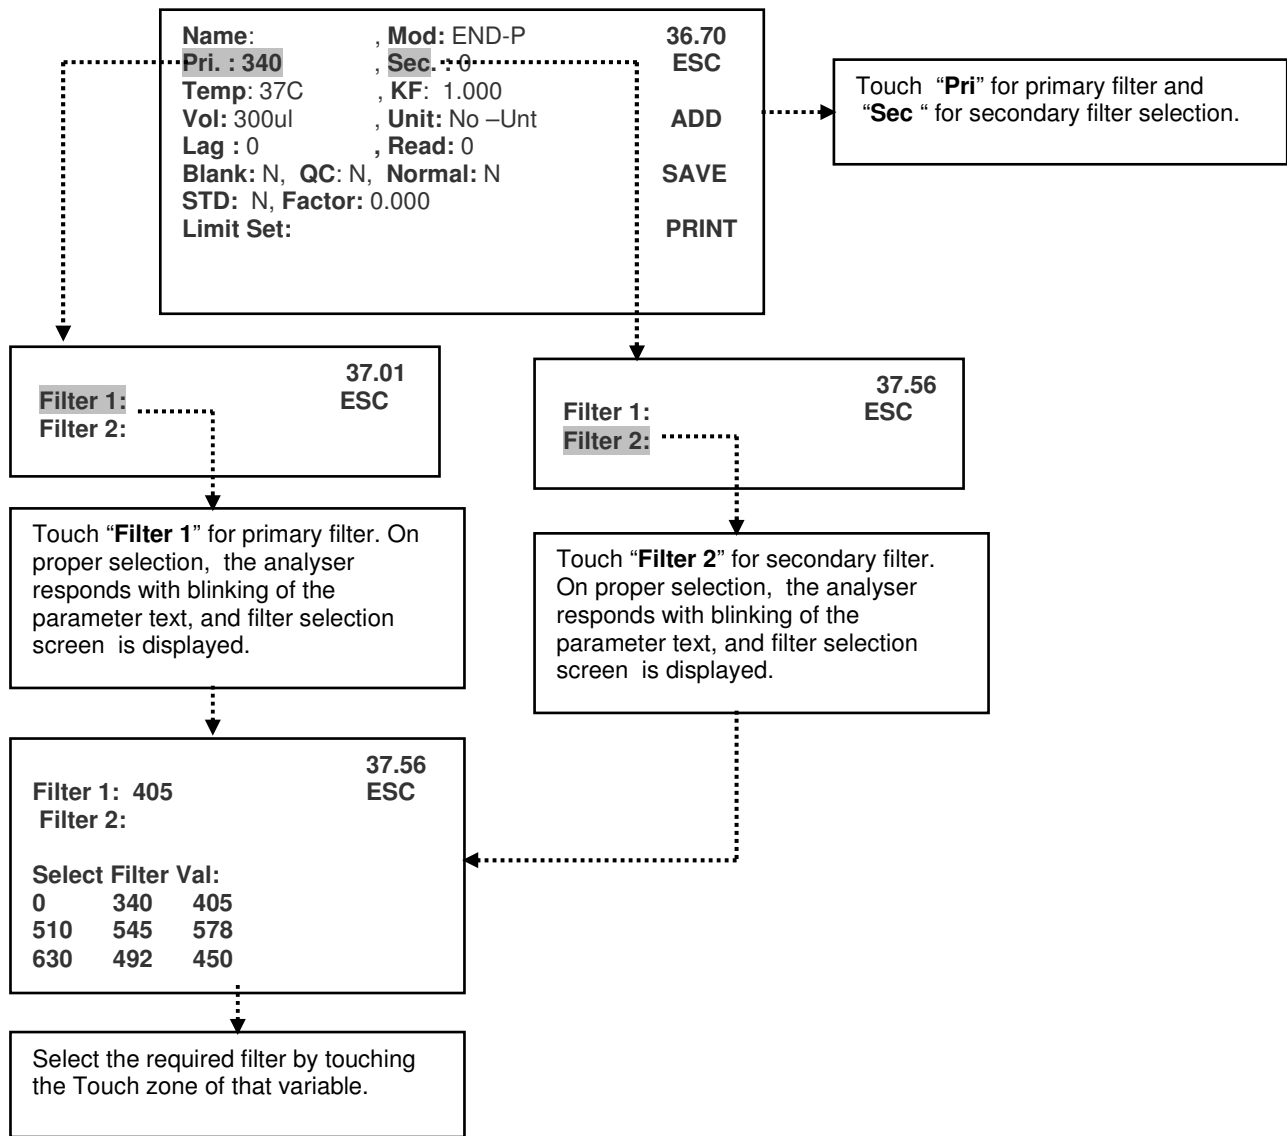 Name: , Mod: END-P 36.70
Pri. : 340 , Sec. : 0 ESC
Temp: 37C , KF: 1.000
Vol: 300ul , Unit: No –Unt ADD
Lag : 0 , Read: 0
Blank: N, QC: N, Normal: N SAVE
STD: N, Factor: 0.000
Limit Set: PRINT
Touch “Pri” for primary filter and
“Sec “ for secondary filter selection.
37.01
Filter 1: ESC
Filter 2:
37.56
Filter 1: ESC
Filter 2:
Touch “Filter 1” for primary filter. On
proper selection, the analyser
responds with blinking of the
parameter text, and filter selection
screen is displayed.
Touch “Filter 2” for secondary filter.
On proper selection, the analyser
responds with blinking of the
parameter text, and filter selection
screen is displayed.
37.56
Filter 1: 405 ESC
Filter 2:
Select Filter Val:
0 340 405
510 545 578
630 492 450
Select the required filter by touching
the Touch zone of that variable.